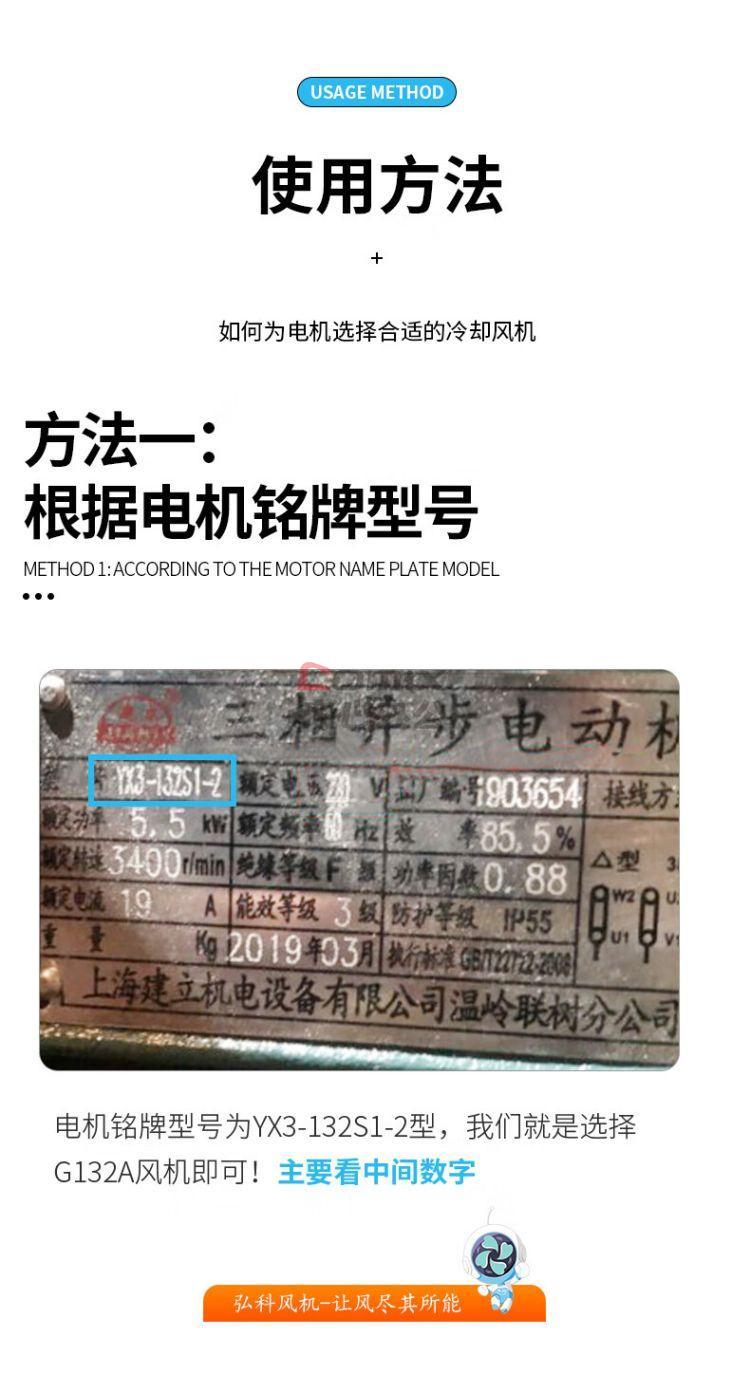 USAGE METHOD
使用方法
+
如何为电机选择合适的冷却风机
方法一：
根据电机铭牌型号
METHOD 1: ACCORDING TO THE MOTOR NAME PLATE MODEL
三相异步电动机
型号 YX3-132S1-2 额定电压 220 V 出厂编号 1903654 接线方
额定功率 5,5 kW 额定频率 60 Hz 效 率 85,5%
额定转速 3400 r/min 绝缘等级 F 级 功率因数 0.88 △型
额定电流 19 A 能效等级 3 级 防护等级 IP55 W2
重 量 Kg 2019年03月 执行标准 GB/T22722-2008 U1
上海建立机电设备有限公司温岭联树分公司
电机铭牌型号为YX3-132S1-2型，我们就是选择
G132A风机即可！主要看中间数字
弘科风机-让风尽其所能